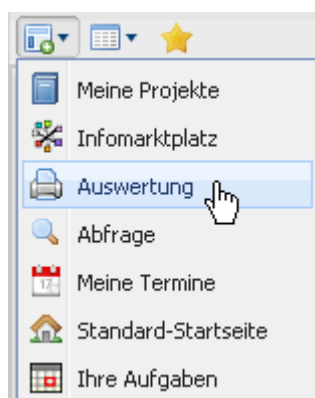 Meine Projekte
Infomarktplatz
Auswertung
Abfrage
Meine Termine
Standard-Startseite
Ihre Aufgaben